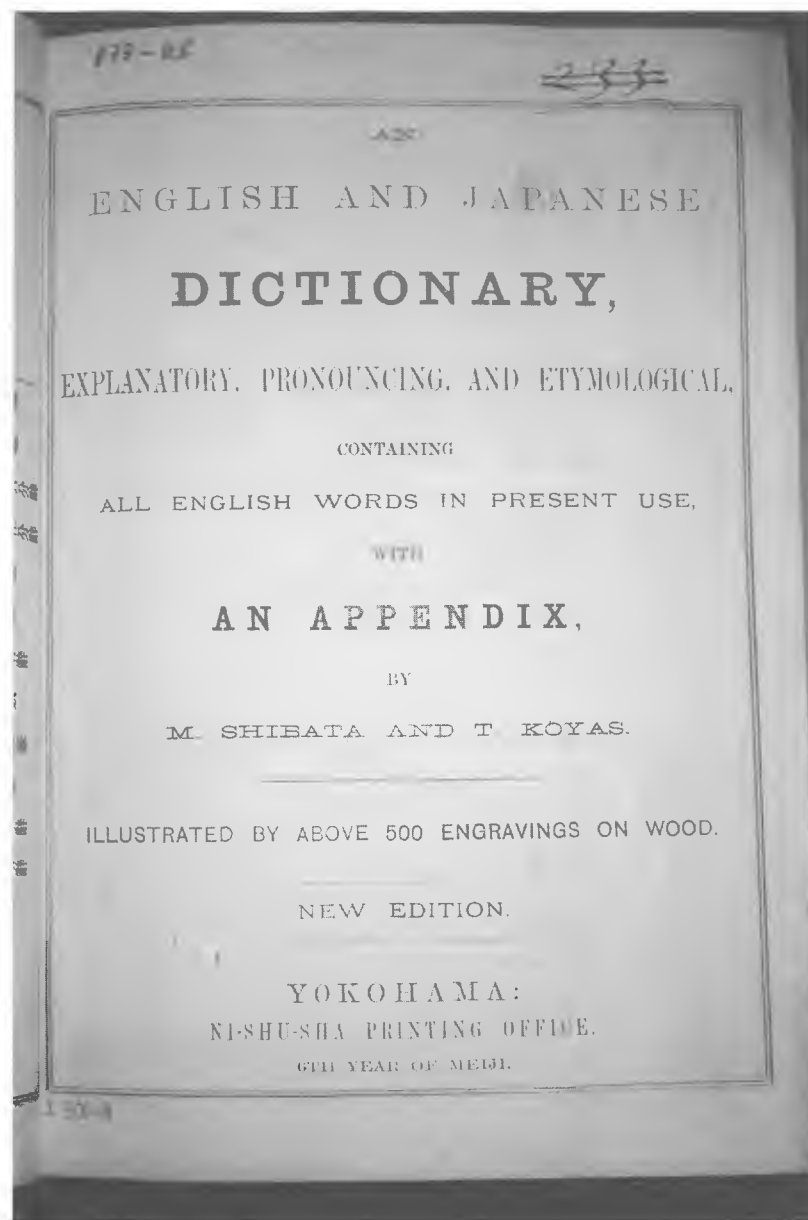 AN
ENGLISH AND JAPANESE
DICTIONARY,
EXPLANATORY, PRONOUNCING, AND ETYMOLOGICAL,
CONTAINING
ALL ENGLISH WORDS IN PRESENT USE,
WITH
AN APPENDIX,
BY
M. SHIBATA AND T. KOYAS.
ILLUSTRATED BY ABOVE 500 ENGRAVINGS ON WOOD.
NEW EDITION.
YOKOHAMA:
NI-SHU-SHA PRINTING OFFICE.
6TH YEAR OF MEIJI.